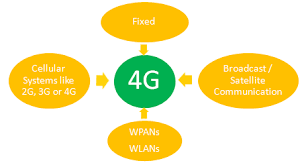 Fixed
Cellular
Systems like
2G, 3G or 4G
4G
Broadcast /
Satellite
Communication
WPANs
WLANs